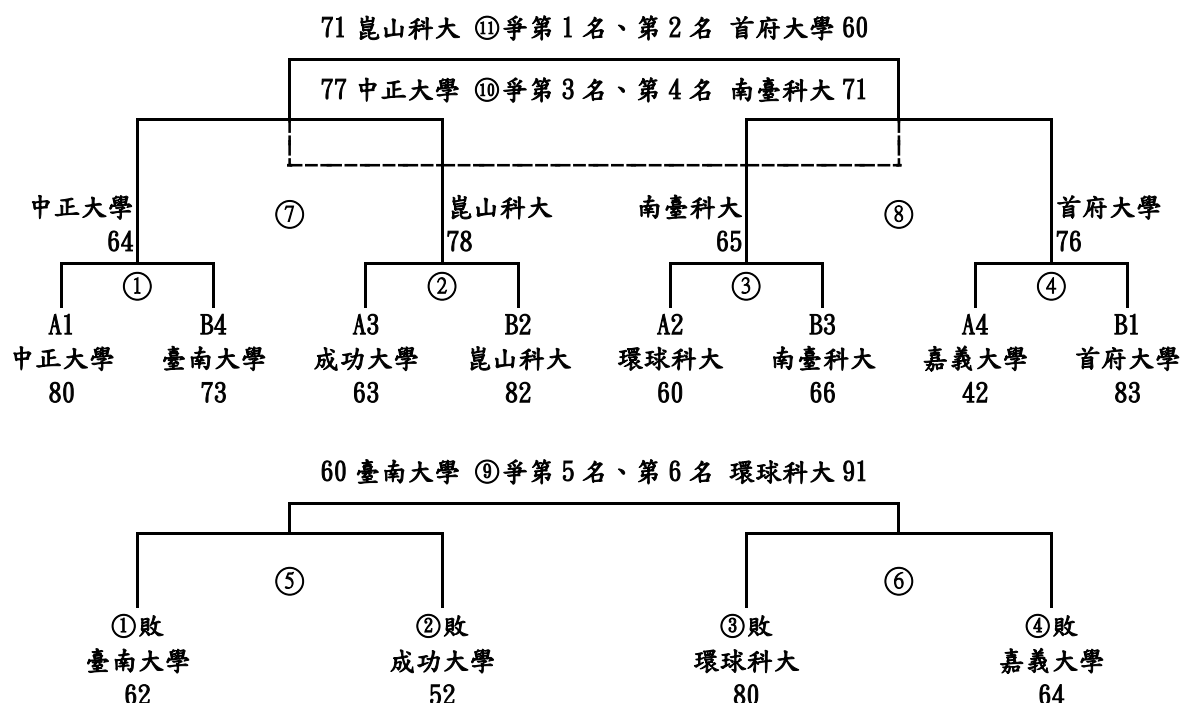 71 崑山科大 ⑪爭第 1 名、第 2 名 首府大學 60
77 中正大學 ⑩爭第 3 名、第 4 名 南臺科大 71
中正大學 ⑦ 崑山科大 南臺科大 ⑧ 首府大學
64 78 65 76
① ② ③ ④
A1 B4 A3 B2 A2 B3 A4 B1
中正大學 臺南大學 成功大學 崑山科大 環球科大 南臺科大 嘉義大學 首府大學
80 73 63 82 60 66 42 83
60 臺南大學 ⑨爭第 5 名、第 6 名 環球科大 91
⑤ ⑥
①敗 ②敗 ③敗 ④敗
臺南大學 成功大學 環球科大 嘉義大學
62 52 80 64